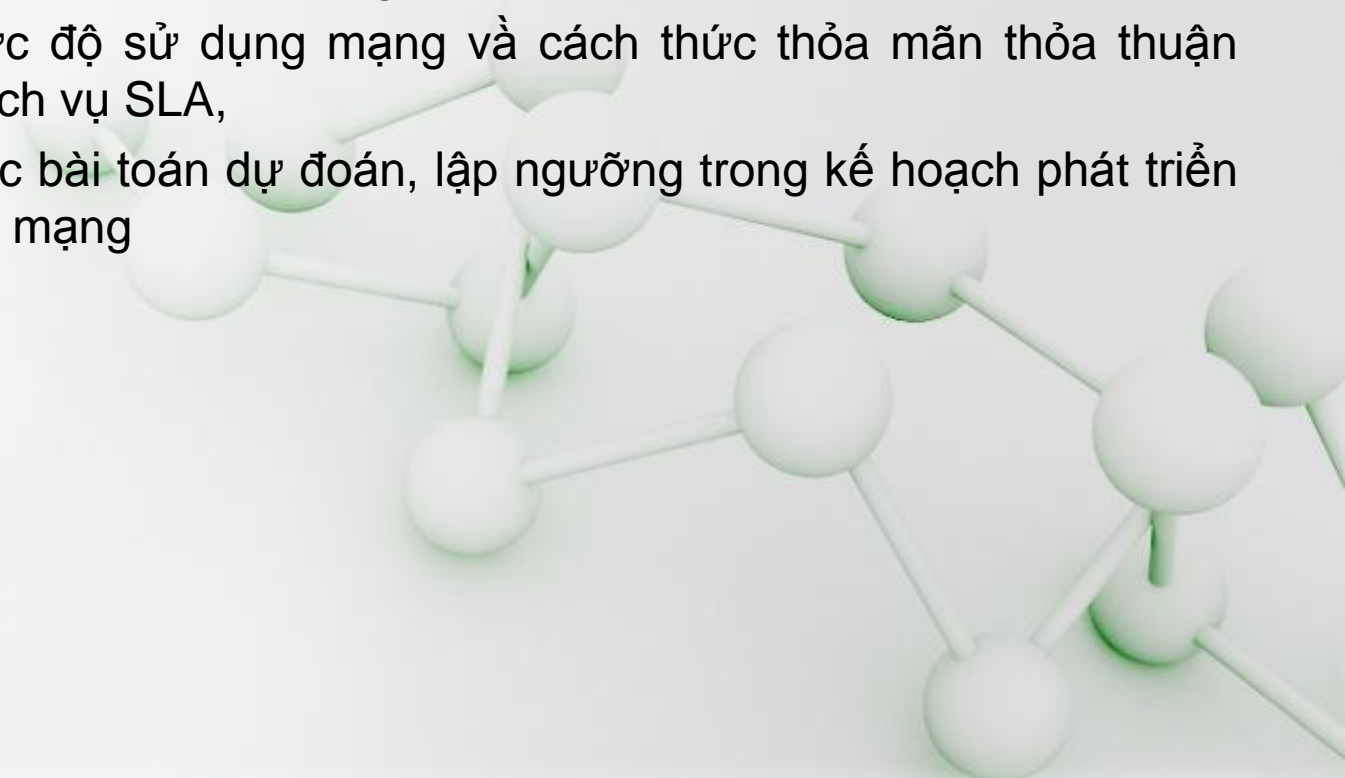 độ sử dụng mạng và cách thức thỏa mãn thỏa thuận
vụ SLA,
bài toán dự đoán, lập ngưỡng trong kế hoạch phát triển
mạng